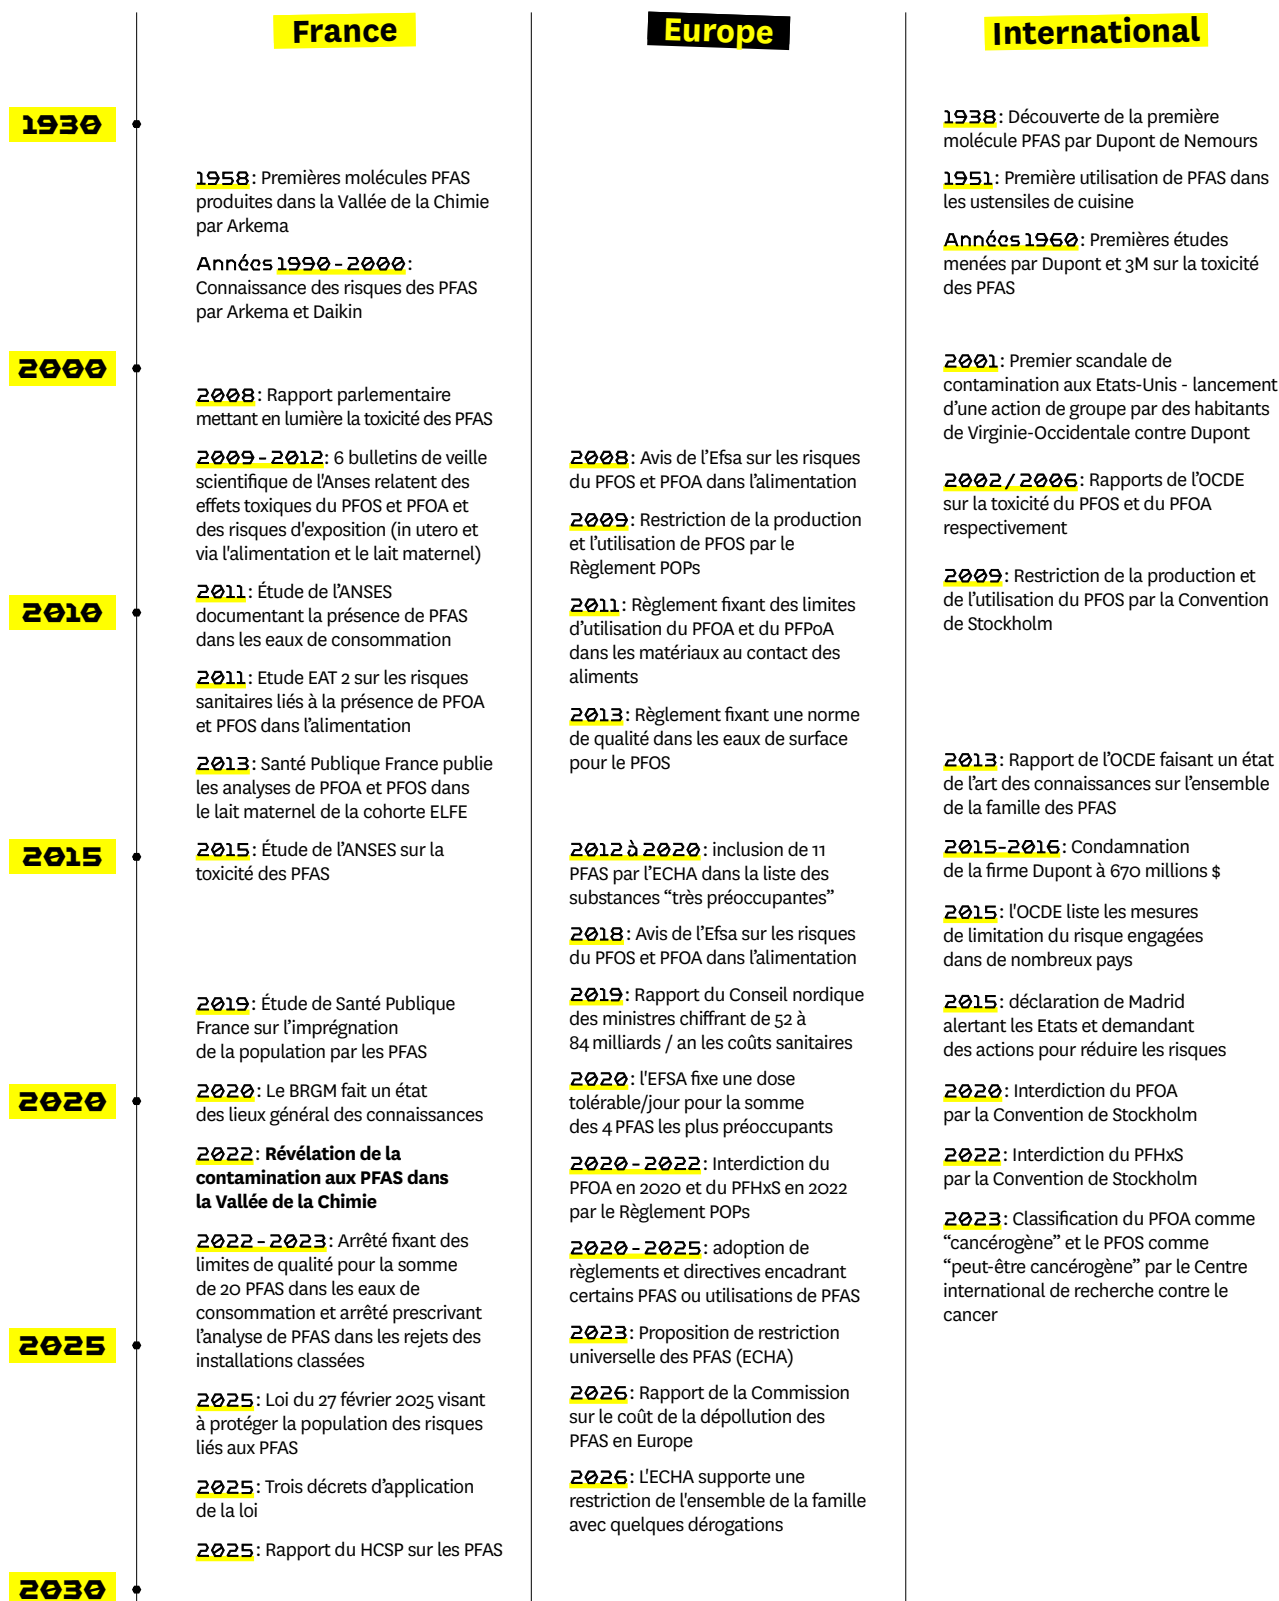 France
Europe
International
1930
1958 : Premières molécules PFAS
produites dans la Vallée de la Chimie
par Arkema
Années 1990 - 2000 :
Connaissance des risques des PFAS
par Arkema et Daikin
1938 : Découverte de la première
molécule PFAS par Dupont de Nemours
1951 : Première utilisation de PFAS dans
les ustensiles de cuisine
Années 1960 : Premières études
menées par Dupont et 3M sur la toxicité
des PFAS
2000
2008 : Rapport parlementaire
mettant en lumière la toxicité des PFAS
2009 - 2012 : 6 bulletins de veille
scientifique de l'Anses relatent des
effets toxiques du PFOS et PFOA et
des risques d'exposition (in utero et
via l'alimentation et le lait maternel)
2008 : Avis de l’Efsa sur les risques
du PFOS et PFOA dans l’alimentation
2009 : Restriction de la production
et l’utilisation de PFOS par le
Règlement POPs
2001 : Premier scandale de
contamination aux Etats-Unis - lancement
d’une action de groupe par des habitants
de Virginie-Occidentale contre Dupont
2002 / 2006 : Rapports de l’OCDE
sur la toxicité du PFOS et du PFOA
respectivement
2009 : Restriction de la production et
de l’utilisation du PFOS par la Convention
de Stockholm
2010
2011 : Étude de l’ANSES
documentant la présence de PFAS
dans les eaux de consommation
2011 : Etude EAT 2 sur les risques
sanitaires liés à la présence de PFOA
et PFOS dans l’alimentation
2013 : Santé Publique France publie
les analyses de PFOA et PFOS dans
le lait maternel de la cohorte ELFE
2011 : Règlement fixant des limites
d’utilisation du PFOA et du PFPoA
dans les matériaux au contact des
aliments
2013 : Règlement fixant une norme
de qualité dans les eaux de surface
pour le PFOS
2013 : Rapport de l’OCDE faisant un état
de l’art des connaissances sur l’ensemble
de la famille des PFAS
2015
2015 : Étude de l’ANSES sur la
toxicité des PFAS
2019 : Étude de Santé Publique
France sur l’imprégnation
de la population par les PFAS
2012 à 2020 : inclusion de 11
PFAS par l’ECHA dans la liste des
substances “très préoccupantes”
2018 : Avis de l’Efsa sur les risques
du PFOS et PFOA dans l’alimentation
2019 : Rapport du Conseil nordique
des ministres chiffrant de 52 à
84 milliards / an les coûts sanitaires
2015-2016 : Condamnation
de la firme Dupont à 670 millions $
2015 : l'OCDE liste les mesures
de limitation du risque engagées
dans de nombreux pays
2015 : déclaration de Madrid
alertant les Etats et demandant
des actions pour réduire les risques
2020
2020 : Le BRGM fait un état
des lieux général des connaissances
2022 : Révélation de la
contamination aux PFAS dans
la Vallée de la Chimie
2022 - 2023 : Arrêté fixant des
limites de qualité pour la somme
de 20 PFAS dans les eaux de
consommation et arrêté prescrivant
l’analyse de PFAS dans les rejets des
installations classées
2020 : l'EFSA fixe une dose
tolérable/jour pour la somme
des 4 PFAS les plus préoccupants
2020 - 2022 : Interdiction du
PFOA en 2020 et du PFHxS en 2022
par le Règlement POPs
2020 - 2025 : adoption de
règlements et directives encadrant
certains PFAS ou utilisations de PFAS
2023 : Proposition de restriction
universelle des PFAS (ECHA)
2020 : Interdiction du PFOA
par la Convention de Stockholm
2022 : Interdiction du PFHxS
par la Convention de Stockholm
2023 : Classification du PFOA comme
“cancérogène” et le PFOS comme
“peut-être cancérogène” par le Centre
international de recherche contre le
cancer
2025
2025 : Loi du 27 février 2025 visant
à protéger la population des risques
liés aux PFAS
2025 : Trois décrets d’application
de la loi
2025 : Rapport du HCSP sur les PFAS
2026 : Rapport de la Commission
sur le coût de la dépollution des
PFAS en Europe
2026 : L'ECHA supporte une
restriction de l'ensemble de la famille
avec quelques dérogations
2030